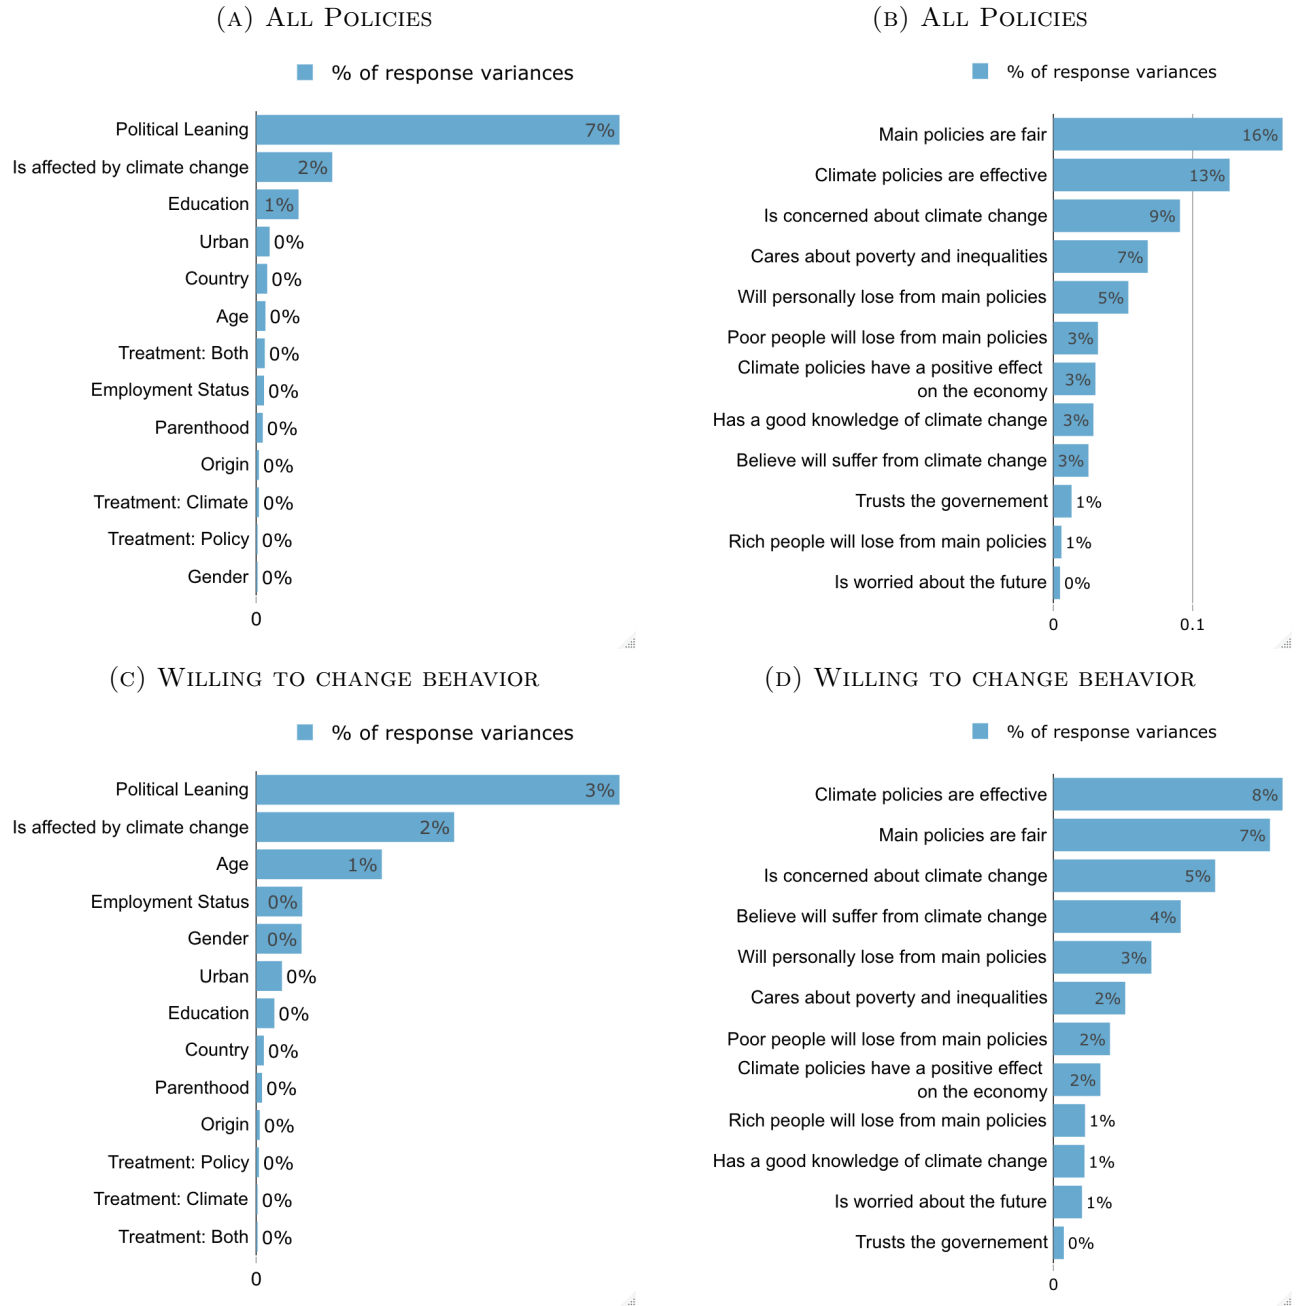 (A) ALL POLICIES
% of response variances
Political Leaning 7%
Is affected by climate change 2%
Education 1%
Urban 0%
Country 0%
Age 0%
Treatment: Both 0%
Employment Status 0%
Parenthood 0%
Origin 0%
Treatment: Climate 0%
Treatment: Policy 0%
Gender 0%
0
(B) ALL POLICIES
% of response variances
Main policies are fair 16%
Climate policies are effective 13%
Is concerned about climate change 9%
Cares about poverty and inequalities 7%
Will personally lose from main policies 5%
Poor people will lose from main policies 3%
Climate policies have a positive effect
on the economy 3%
Has a good knowledge of climate change 3%
Believe will suffer from climate change 3%
Trusts the governement 1%
Rich people will lose from main policies 1%
Is worried about the future 0%
0 0.1
(C) WILLING TO CHANGE BEHAVIOR
% of response variances
Political Leaning 3%
Is affected by climate change 2%
Age 1%
Employment Status 0%
Gender 0%
Urban 0%
Education 0%
Country 0%
Parenthood 0%
Origin 0%
Treatment: Policy 0%
Treatment: Climate 0%
Treatment: Both 0%
0
(D) WILLING TO CHANGE BEHAVIOR
% of response variances
Climate policies are effective 8%
Main policies are fair 7%
Is concerned about climate change 5%
Believe will suffer from climate change 4%
Will personally lose from main policies 3%
Cares about poverty and inequalities 2%
Poor people will lose from main policies 2%
Climate policies have a positive effect
on the economy 2%
Rich people will lose from main policies 1%
Has a good knowledge of climate change 1%
Is worried about the future 1%
Trusts the governement 0%
0